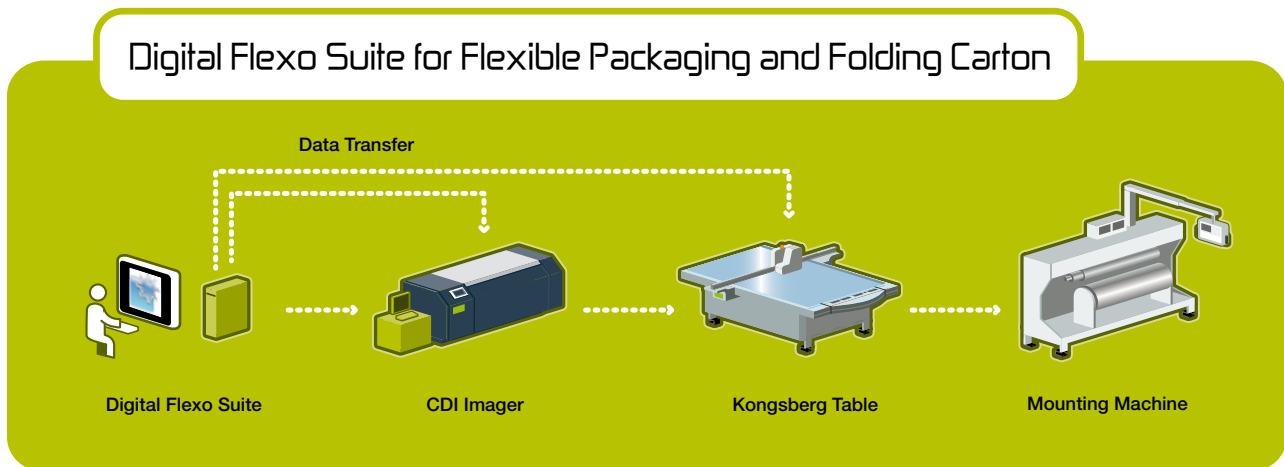 Digital Flexo Suite for Flexible Packaging and Folding Carton
Data Transfer
Digital Flexo Suite
CDI Imager
Kongsberg Table
Mounting Machine